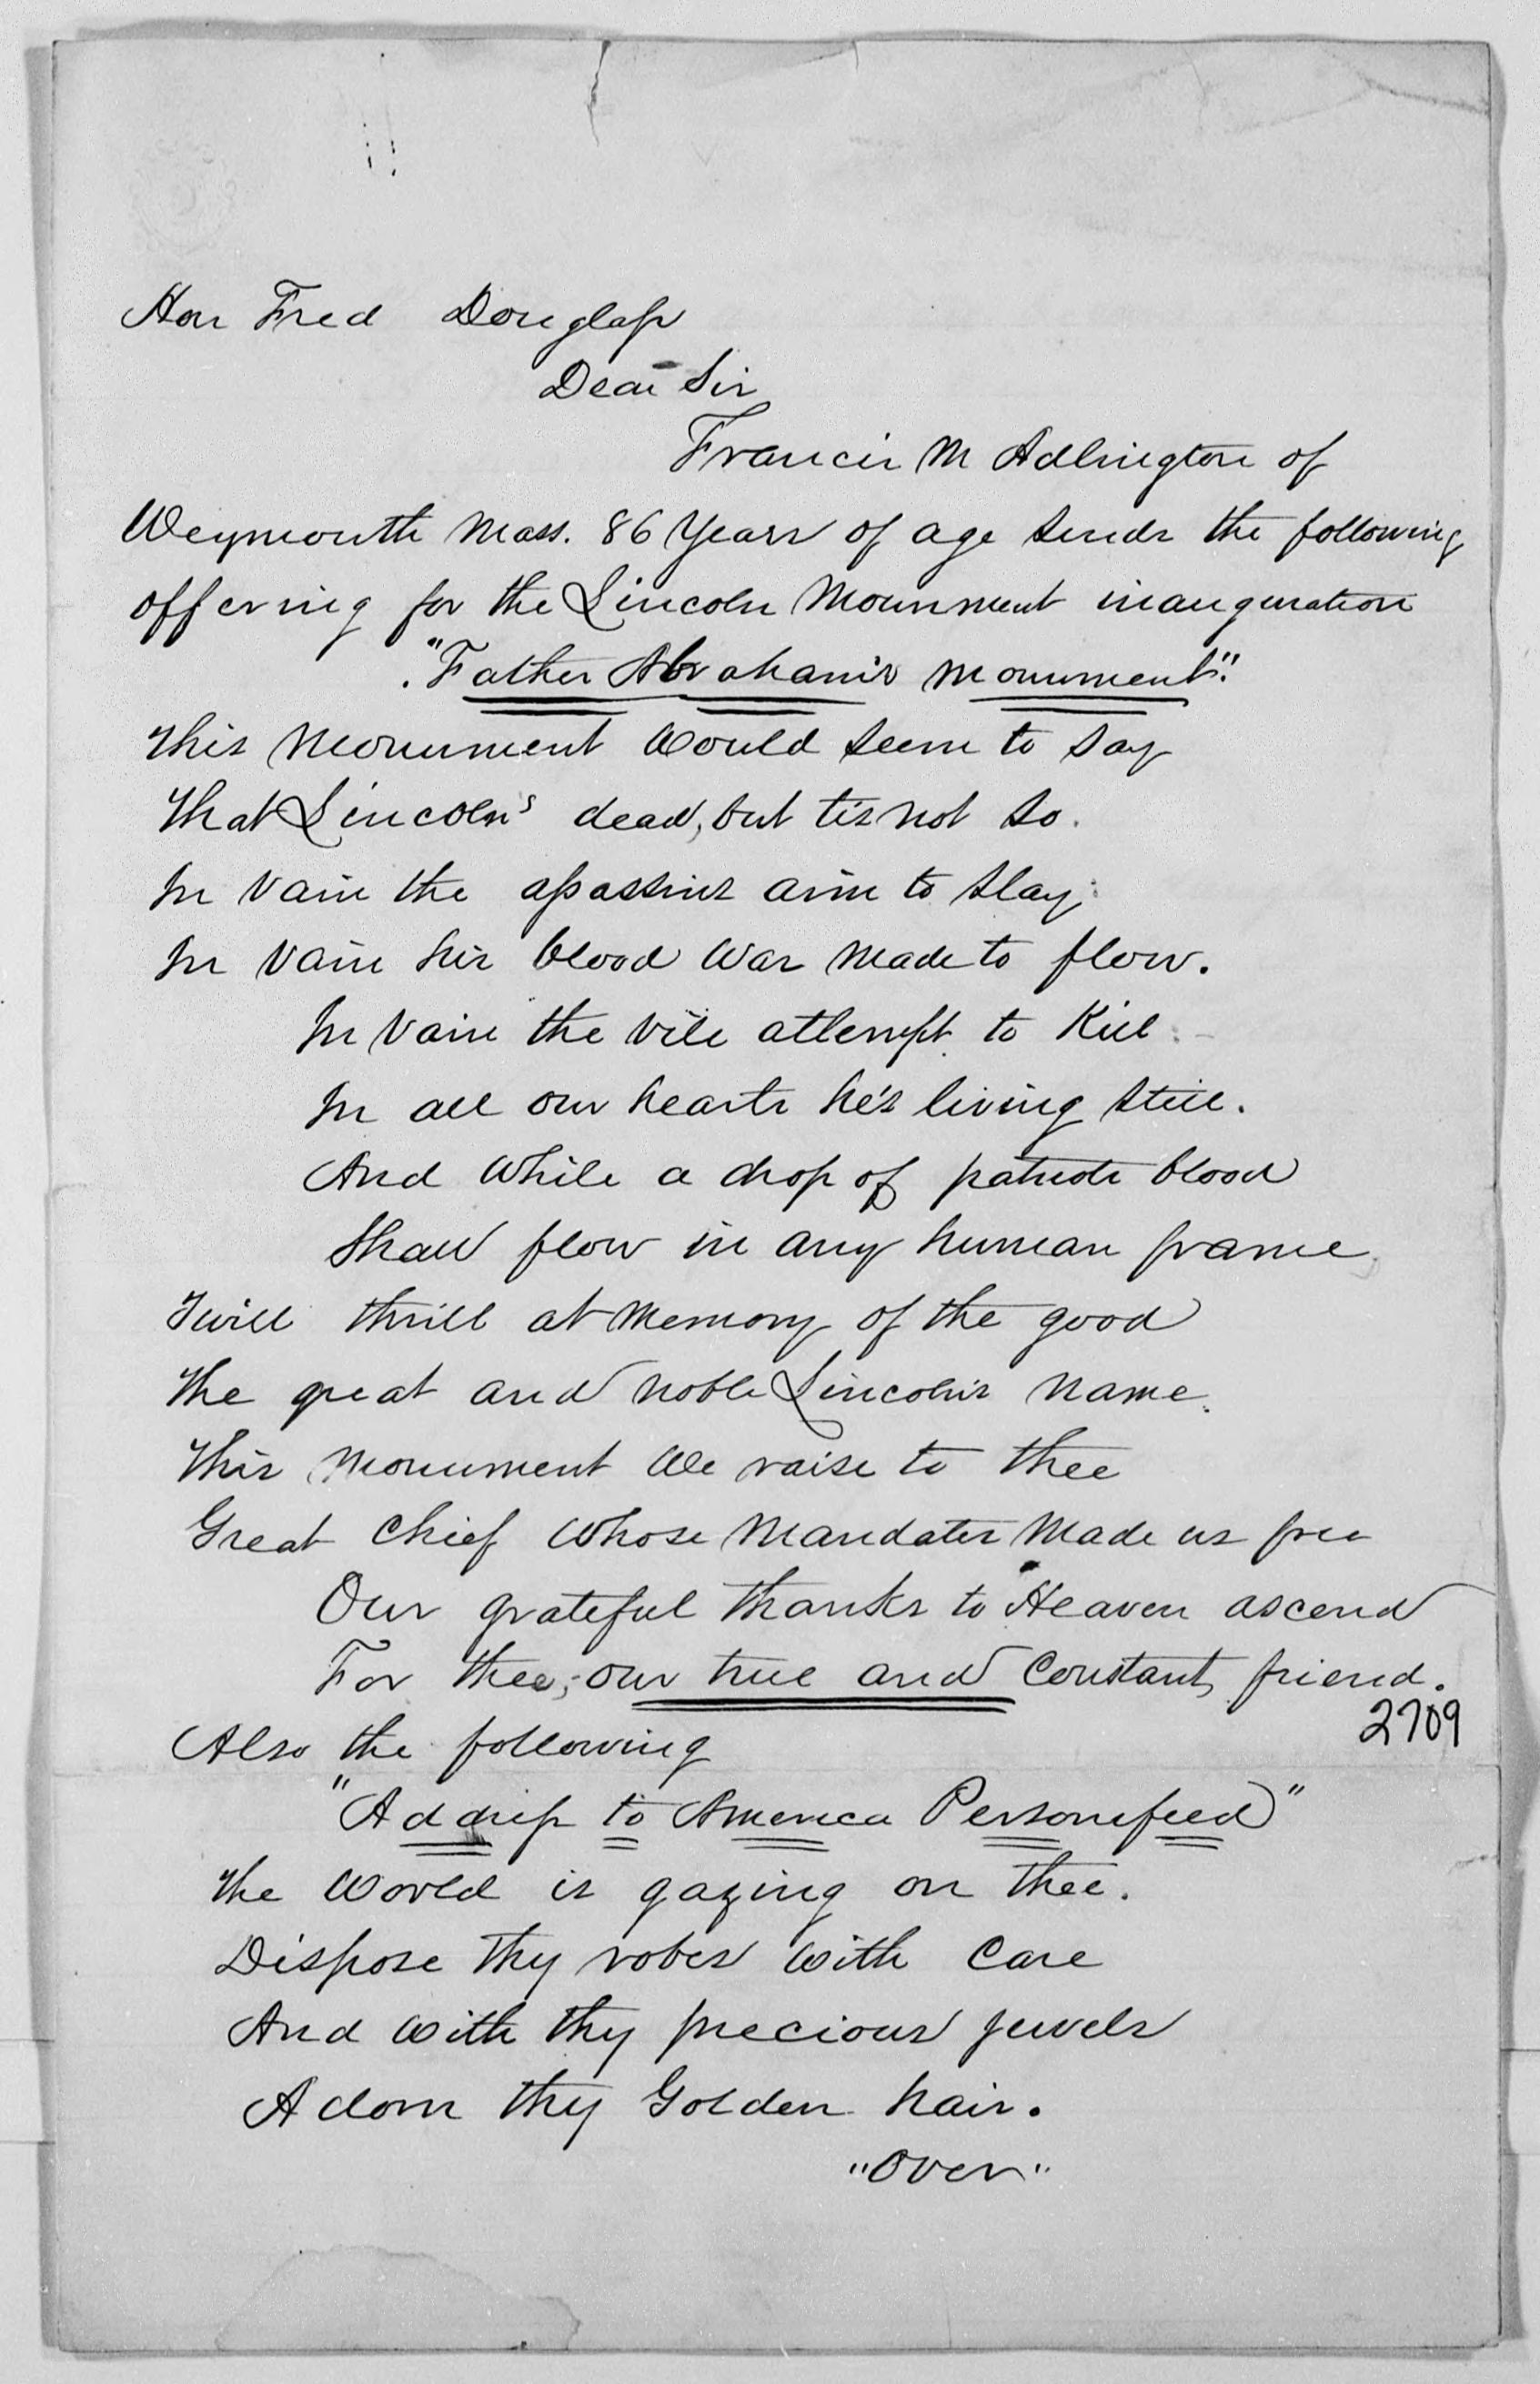 Hon Fred Douglass
Dear Sir
Francis M Adlington of
Weymouth Mass. 86 Years of age sends the following
offering for the Lincoln Monument inauguration
"Father Abraham's Monument".
This Monument Would seem to say
That Lincoln's dead, but tis not so.
In Vain the assassins aim to slay;
In Vain his blood Was Made to flow.
In Vain the Vile attempt to Kill
In all our hearts he's living still.
And While a drop of patriots blood
Shall flow in any human frame,
Twill thrill at Memory of the good
The great and noble Lincoln's Name.
This Monument We raise to thee
Great Chief Whose Mandates Made us free
Our grateful thanks to Heaven ascend
For thee, our true and Constant friend.
2709
Also the following
"Address to America Personefeed"
The World is gazing on thee.
Dispose Thy robes With Care
And With thy precious jewels
Adorn thy Golden hair.
"Over"